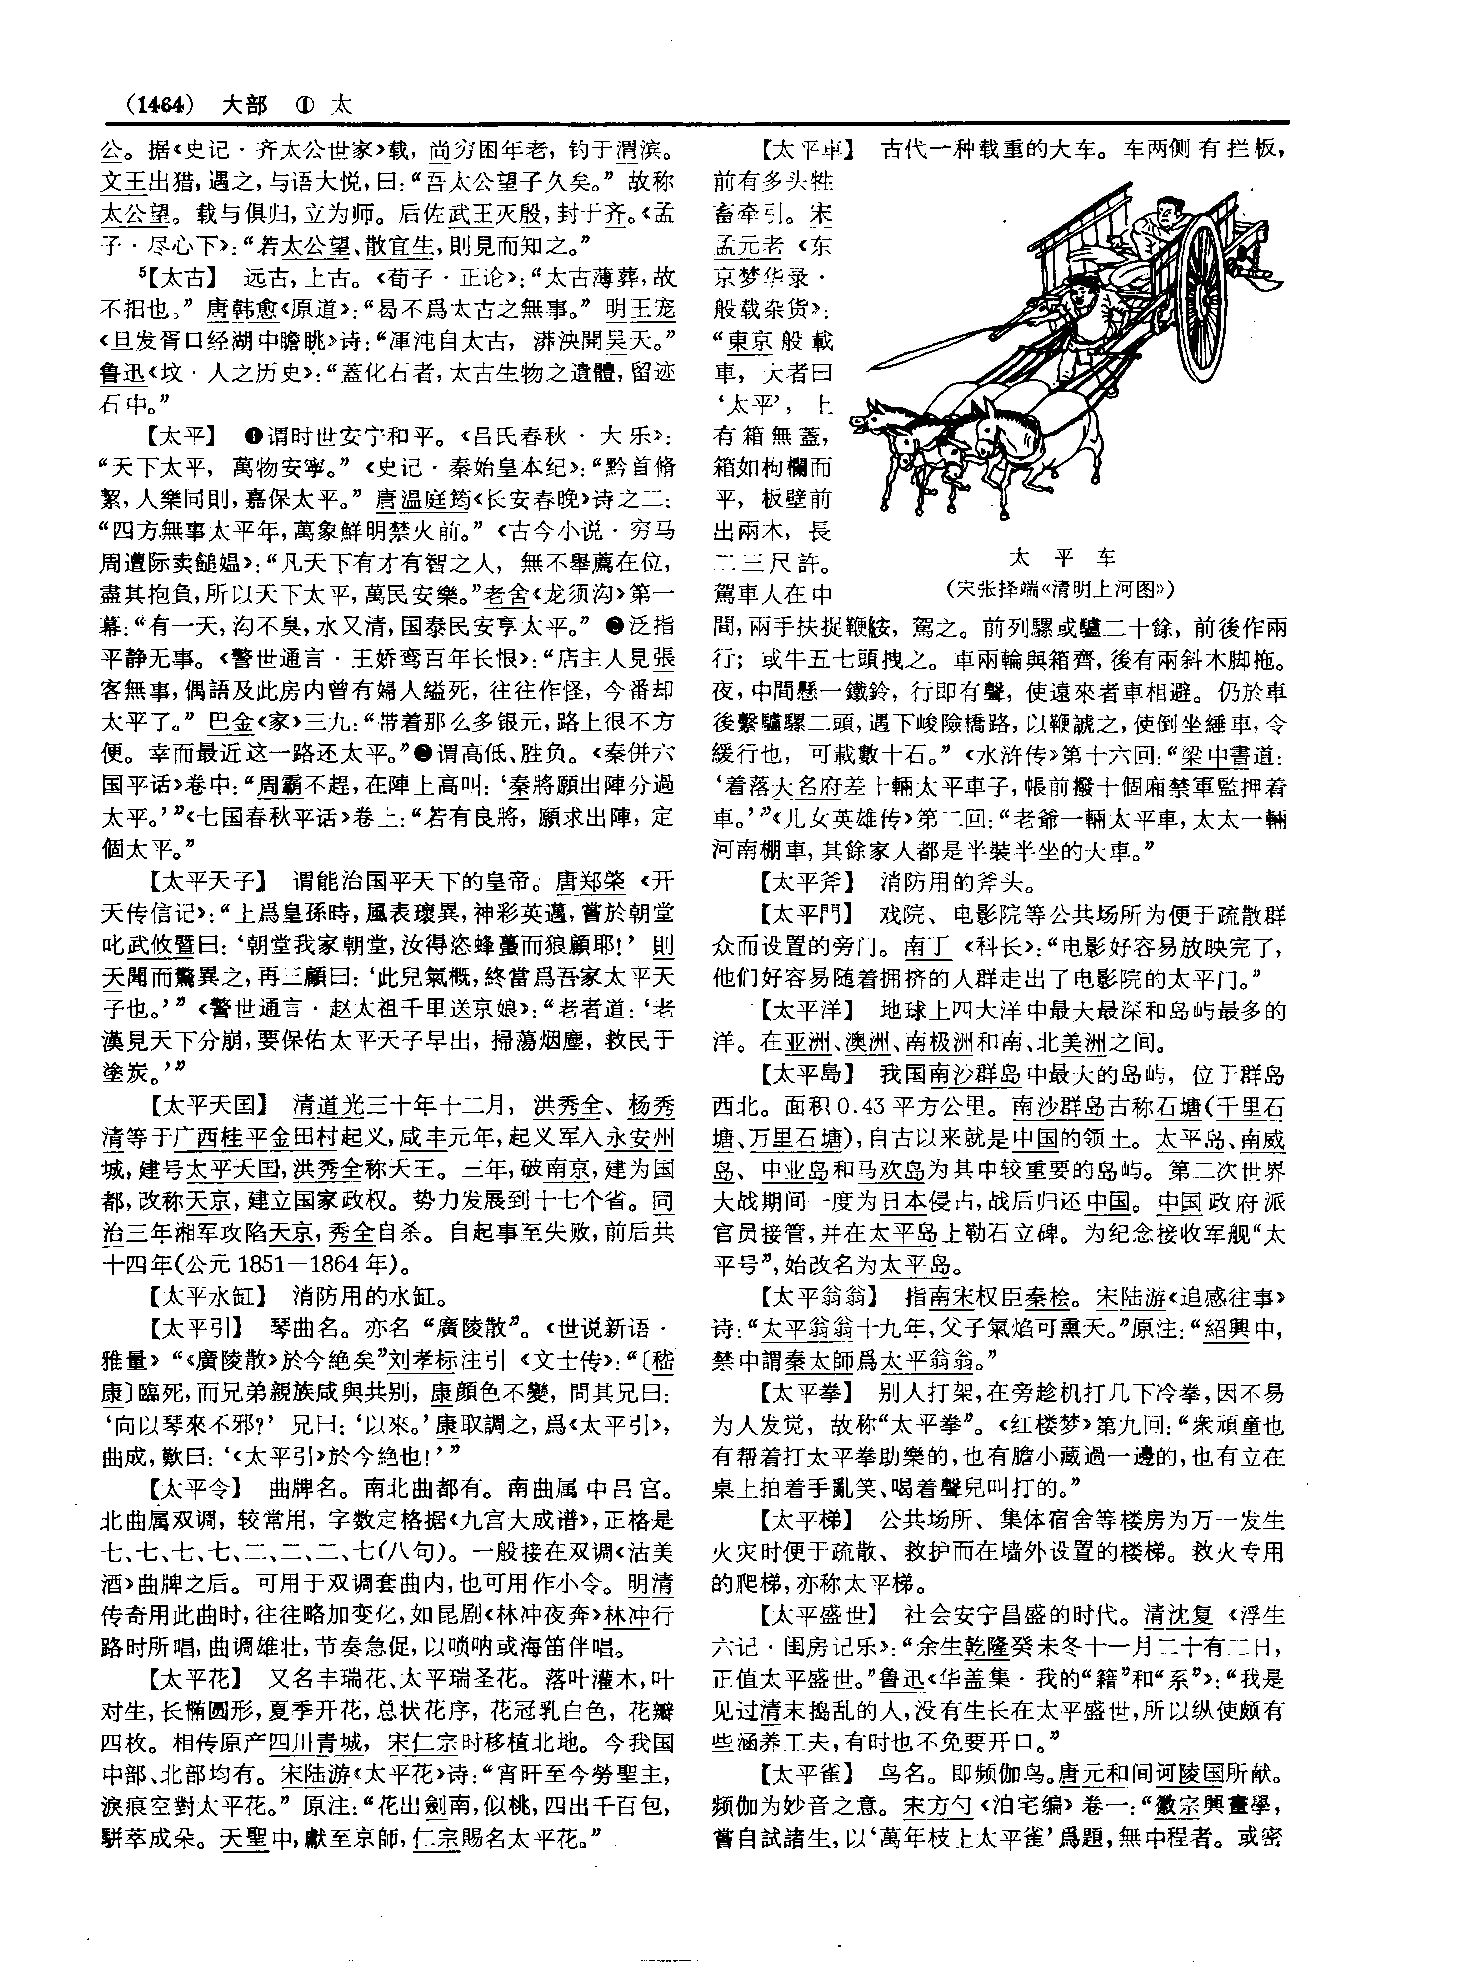 （1464） 大部 ① 太
公。据《史记·齐太公世家》载，尚穷困年老，钓于渭滨。
文王出猎，遇之，与语大悦，曰：“吾太公望子久矣。”故称
太公望。载与俱归，立为师。后佐武王灭殷，封于齐。《孟
子·尽心下》：“若太公望、散宜生，則見而知之。”
⁵【太古】 远古，上古。《荀子·正论》：“太古薄葬，故
不抇也。”唐韩愈《原道》：“曷不爲太古之無事。”明王宠
《旦发胥口经湖中瞻眺》诗：“渾沌自太古，漭泱開吴天。”
鲁迅《坟·人之历史》：“蓋化石者，太古生物之遺體，留迹
石中。”
【太平】 ❶谓时世安宁和平。《吕氏春秋·大乐》：
“天下太平，萬物安寧。”《史记·秦始皇本纪》：“黔首脩
絜，人樂同則，嘉保太平。”唐温庭筠《长安春晚》诗之二：
“四方無事太平年，萬象鮮明禁火前。”《古今小说·穷马
周遭际卖䭔媪》：“凡天下有才有智之人，無不舉薦在位，
盡其抱負，所以天下太平，萬民安樂。”老舍《龙须沟》第一
幕：“有一天，沟不臭，水又清，国泰民安享太平。”❷泛指
平静无事。《警世通言·王娇鸾百年长恨》：“店主人見張
客無事，偶語及此房内曾有婦人縊死，往往作怪，今番却
太平了。”巴金《家》三九：“带着那么多银元，路上很不方
便。幸而最近这一路还太平。”❸谓高低、胜负。《秦併六
国平话》卷中：“周霸不趕，在陣上高叫：‘秦將願出陣分過
太平。’”《七国春秋平话》卷上：“若有良將，願求出陣，定
個太平。”
【太平天子】 谓能治国平天下的皇帝。唐郑棨《开
天传信记》：“上爲皇孫時，風表瓌異，神彩英邁，嘗於朝堂
叱武攸暨曰：‘朝堂我家朝堂，汝得恣蜂蠆而狼顧耶！’則
天聞而驚異之，再三顧曰：‘此兒氣概，終當爲吾家太平天
子也。’”《警世通言·赵太祖千里送京娘》：“老者道：‘老
漢見天下分崩，要保佑太平天子早出，掃蕩烟塵，救民于
塗炭。’”
【太平天国】 清道光三十年十二月，洪秀全、杨秀
清等于广西桂平金田村起义，咸丰元年，起义军入永安州
城，建号太平天国，洪秀全称天王。三年，破南京，建为国
都，改称天京，建立国家政权。势力发展到十七个省。同
治三年湘军攻陷天京，秀全自杀。自起事至失败，前后共
十四年（公元1851—1864年）。
【太平水缸】 消防用的水缸。
【太平引】 琴曲名。亦名“廣陵散”。《世说新语·
雅量》“《廣陵散》於今絶矣”刘孝标注引《文士传》：“〔嵇
康〕臨死，而兄弟親族咸與共别，康顔色不變，問其兄曰：
‘向以琴來不邪？’兄曰：‘以來。’康取調之，爲《太平引》，
曲成，歎曰：‘《太平引》於今絶也！’”
【太平令】 曲牌名。南北曲都有。南曲属中吕宫。
北曲属双调，较常用，字数定格据《九宫大成谱》，正格是
七、七、七、七、二、二、二、七（八句）。一般接在双调《沽美
酒》曲牌之后。可用于双调套曲内，也可用作小令。明清
传奇用此曲时，往往略加变化，如昆剧《林冲夜奔》林冲行
路时所唱，曲调雄壮，节奏急促，以唢呐或海笛伴唱。
【太平花】 又名丰瑞花、太平瑞圣花。落叶灌木，叶
对生，长椭圆形，夏季开花，总状花序，花冠乳白色，花瓣
四枚。相传原产四川青城，宋仁宗时移植北地。今我国
中部、北部均有。宋陆游《太平花》诗：“宵旰至今勞聖主，
淚痕空對太平花。”原注：“花出劍南，似桃，四出千百包，
駢萃成朵。天聖中，獻至京師，仁宗賜名太平花。”
【太平车】 古代一种载重的大车。车两侧有拦板，
前有多头牲
畜牵引。宋
孟元老《东
京梦华录·
般载杂货》：
“東京般載
車，大者曰
‘太平’，上
有箱無蓋，
箱如枸欄而
平，板壁前
出兩木，長
二三尺許。
駕車人在中
間，兩手扶捉鞭綏，駕之。前列騾或驢二十餘，前後作兩
行；或牛五七頭拽之。車兩輪與箱齊，後有兩斜木脚拖。
夜，中間懸一鐵鈴，行即有聲，使遠來者車相避。仍於車
後繫驢騾二頭，遇下峻險橋路，以鞭諕之，使倒坐綞車，令
緩行也，可載數十石。”《水浒传》第十六回：“梁中書道：
‘着落大名府差十輛太平車子，帳前撥十個廂禁軍監押着
車。’”《儿女英雄传》第二回：“老爺一輛太平車，太太一輛
河南棚車，其餘家人都是半裝半坐的大車。”
太 平 车
（宋张择端《清明上河图》）
【太平斧】 消防用的斧头。
【太平門】 戏院、电影院等公共场所为便于疏散群
众而设置的旁门。南丁《科长》：“电影好容易放映完了，
他们好容易随着拥挤的人群走出了电影院的太平门。”
【太平洋】 地球上四大洋中最大最深和岛屿最多的
洋。在亚洲、澳洲、南极洲和南、北美洲之间。
【太平島】 我国南沙群岛中最大的岛屿，位于群岛
西北。面积0.43平方公里。南沙群岛古称石塘（千里石
塘、万里石塘），自古以来就是中国的领土。太平岛、南威
岛、中业岛和马欢岛为其中较重要的岛屿。第二次世界
大战期间一度为日本侵占，战后归还中国。中国政府派
官员接管，并在太平岛上勒石立碑。为纪念接收军舰“太
平号”，始改名为太平岛。
【太平翁翁】 指南宋权臣秦桧。宋陆游《追感往事》
诗：“太平翁翁十九年，父子氣焰可熏天。”原注：“紹興中，
禁中謂秦太師爲太平翁翁。”
【太平拳】 别人打架，在旁趁机打几下冷拳，因不易
为人发觉，故称“太平拳”。《红楼梦》第九回：“衆頑童也
有帮着打太平拳助樂的，也有膽小藏過一邊的，也有立在
桌上拍着手亂笑、喝着聲兒叫打的。”
【太平梯】 公共场所、集体宿舍等楼房为万一发生
火灾时便于疏散、救护而在墙外设置的楼梯。救火专用
的爬梯，亦称太平梯。
【太平盛世】 社会安宁昌盛的时代。清沈复《浮生
六记·闺房记乐》：“余生乾隆癸未冬十一月二十有二日，
正值太平盛世。”鲁迅《华盖集·我的“籍”和“系”》：“我是
见过清末捣乱的人，没有生长在太平盛世，所以纵使颇有
些涵养工夫，有时也不免要开口。”
【太平雀】 鸟名。即频伽鸟。唐元和间诃陵国所献。
频伽为妙音之意。宋方勺《泊宅编》卷一：“徽宗興畫學，
嘗自試諸生，以‘萬年枝上太平雀’爲題，無中程者。或密